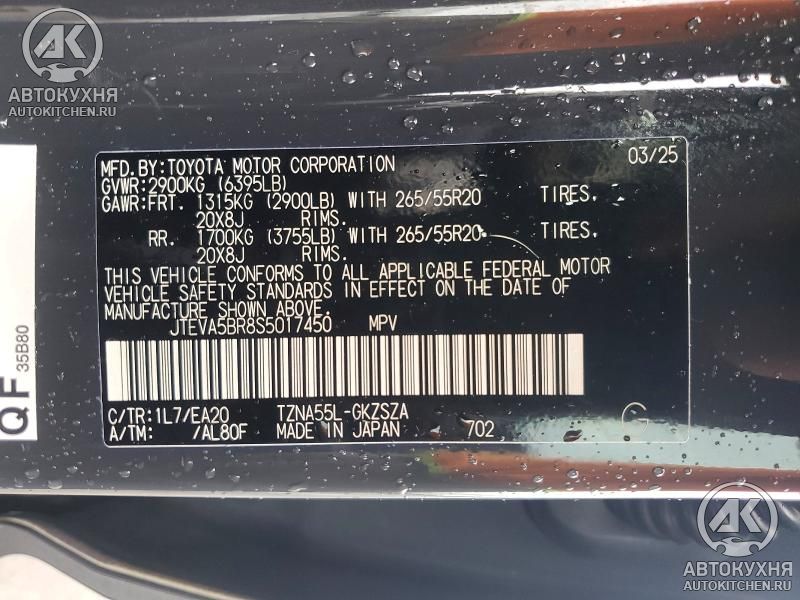 AK
АВТОКУХНЯ
AUTOKITCHEN.RU
MFD.BY:TOYOTA MOTOR CORPORATION 03/25
GVWR:2900KG (6395LB)
GAWR:FRT. 1315KG (2900LB) WITH 265/55R20 TIRES.
20X8J RIMS.
RR. 1700KG (3755LB) WITH 265/55R20 TIRES.
20X8J RIMS.
THIS VEHICLE CONFORMS TO ALL APPLICABLE FEDERAL MOTOR
VEHICLE SAFETY STANDARDS IN EFFECT ON THE DATE OF
MANUFACTURE SHOWN ABOVE.
JTEVA5BR8S5017450 MPV
C/TR:1L7/EA20 TZNA55L-GKZSZA
A/TM: /AL80F MADE IN JAPAN 702 G
QF
35B80
AK
АВТОКУХНЯ
AUTOKITCHEN.RU